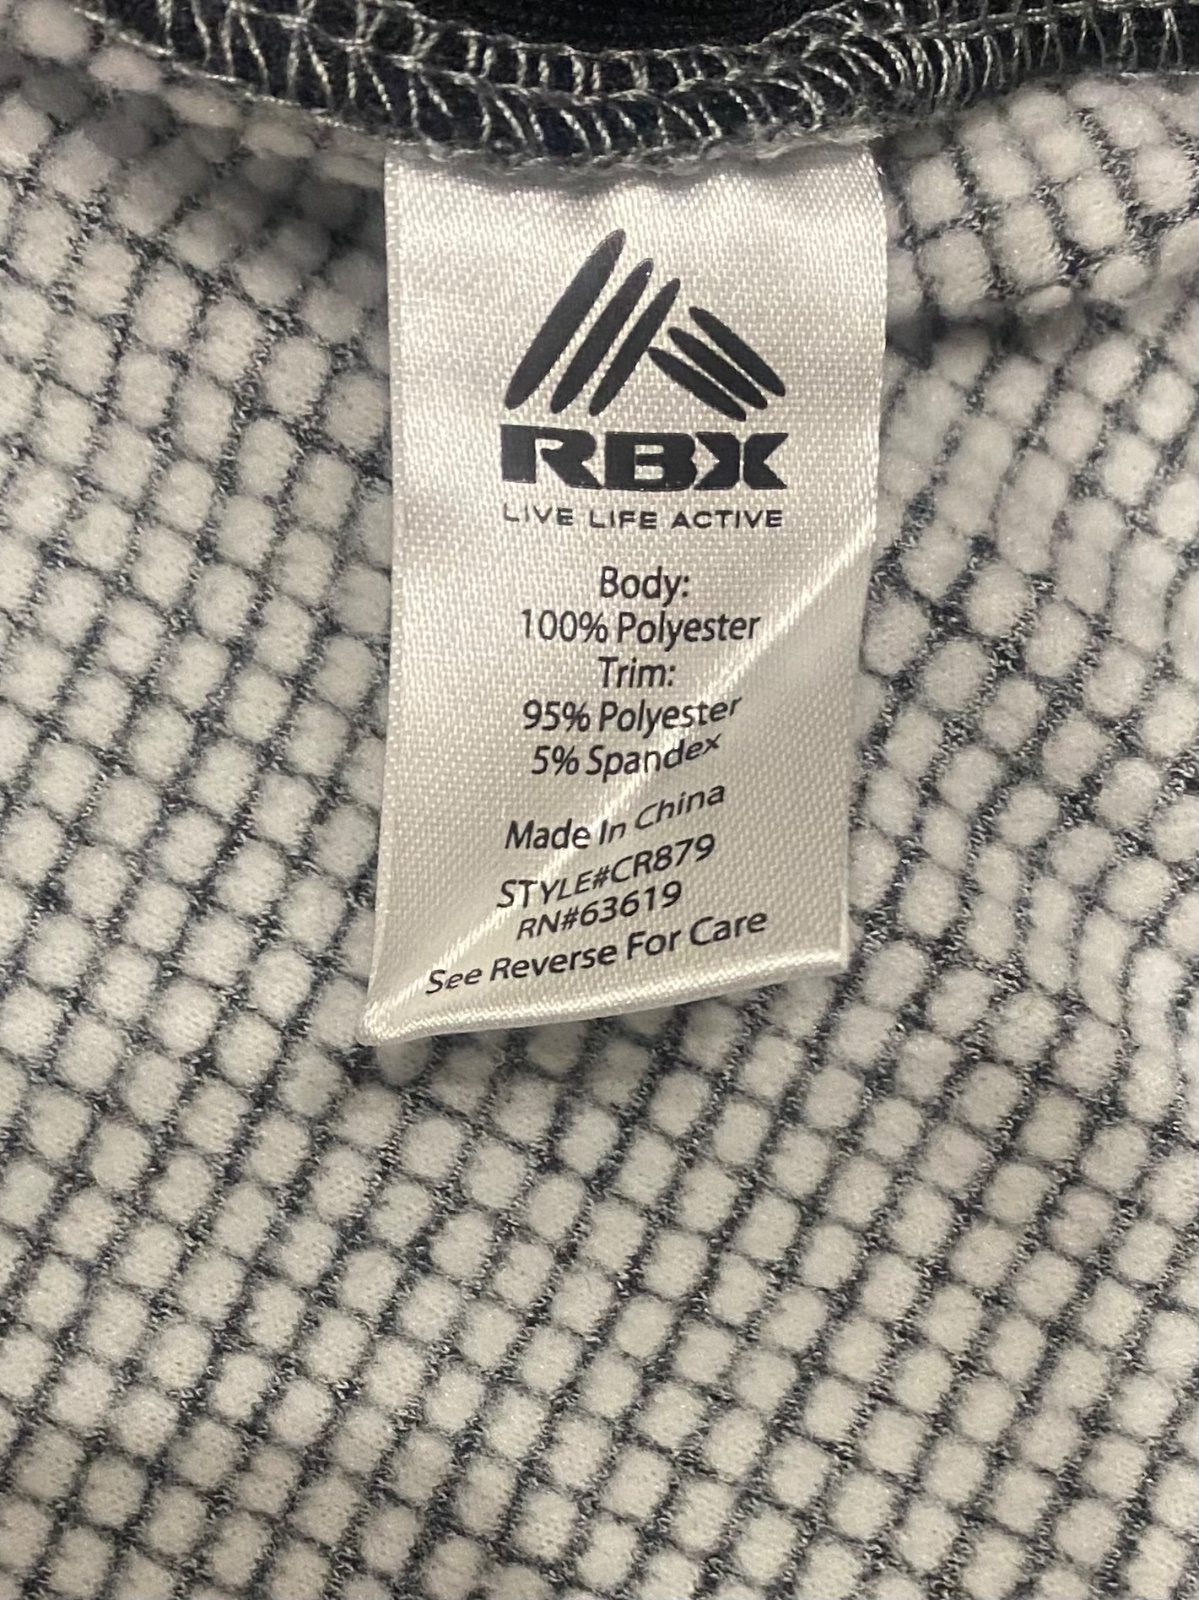 RBX
LIVE LIFE ACTIVE
Body:
100% Polyester
Trim:
95% Polyester
5% Spandex
Made In China
STYLE#CR879
RN#63619
See Reverse For Care